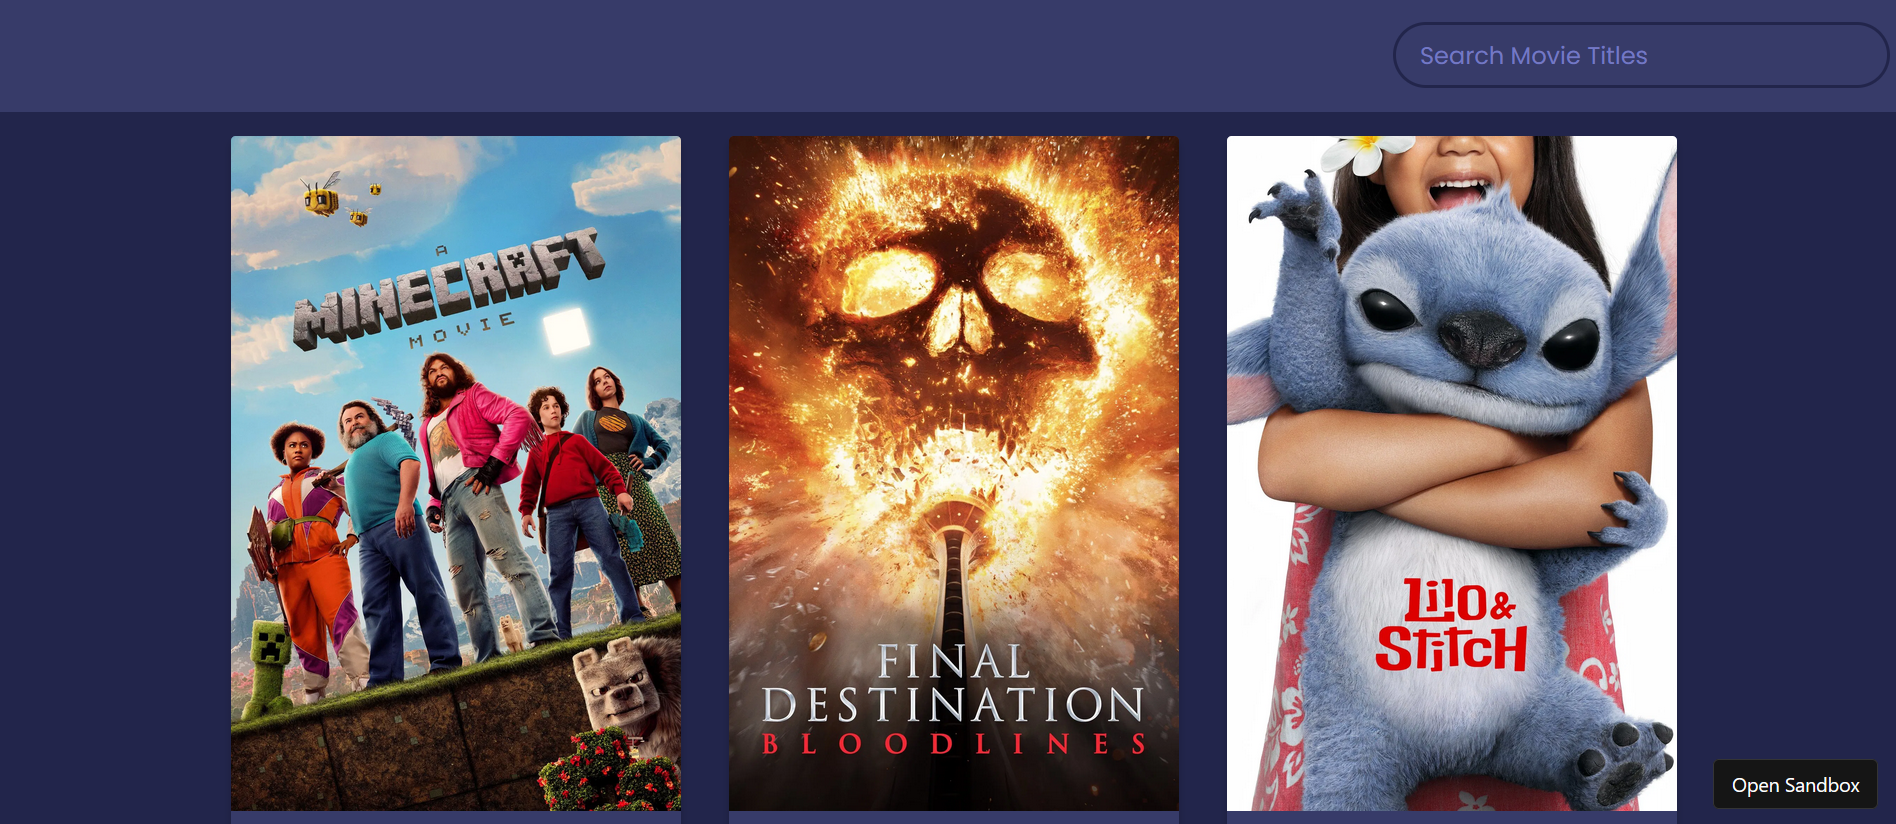 Search Movie Titles
A
MINECRAFT
MOVIE
FINAL
DESTINATION
BLOODLINES
Lilo &
Stitch
Open Sandbox